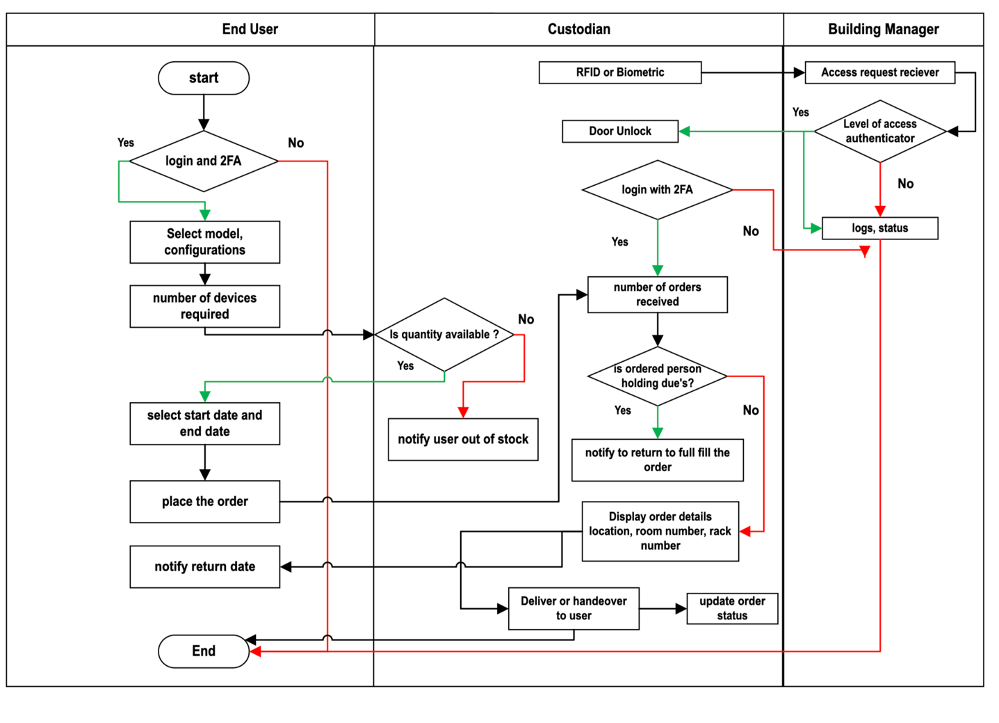 End User
Custodian
Building Manager
start
RFID or Biometric
Access request reciever
Yes
Level of access
authenticator
Door Unlock
Yes
No
login and 2FA
login with 2FA
No
logs, status
No
Yes
Select model,
configurations
number of devices
required
number of orders
received
No
Is quantity available ?
Yes
is ordered person
holding due's?
Yes
No
select start date and
end date
notify user out of stock
notify to return to full fill the
order
place the order
Display order details
location, room number, rack
number
notify return date
Deliver or handeover
to user
update order
status
End